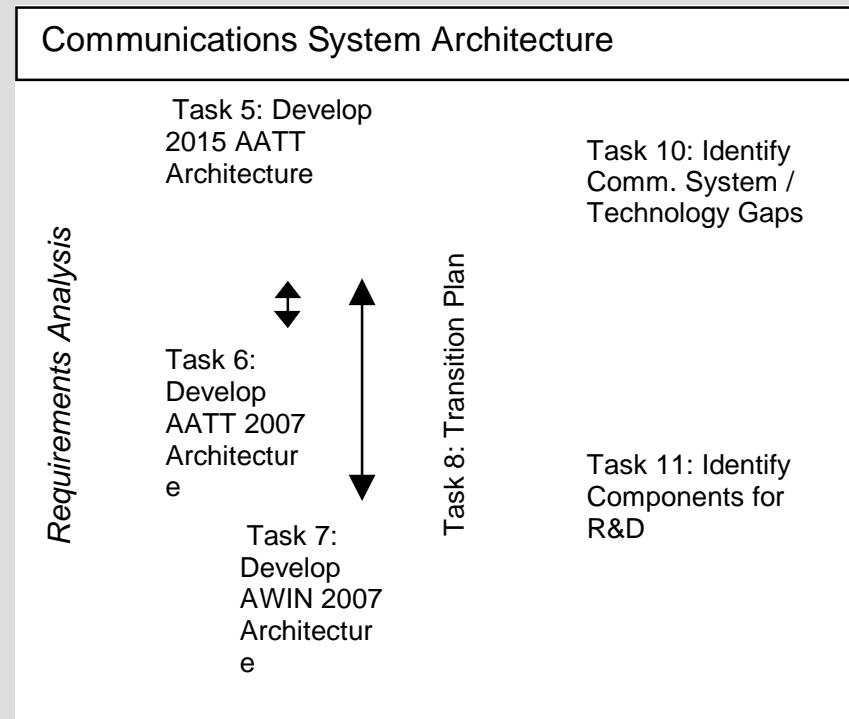 Communications System Architecture
Requirements Analysis
Task 5: Develop
2015 AATT
Architecture
Task 6:
Develop
AATT 2007
Architectur
e
Task 7:
Develop
AWIN 2007
Architectur
e
Task 8: Transition Plan
Task 10: Identify
Comm. System /
Technology Gaps
Task 11: Identify
Components for
R&D